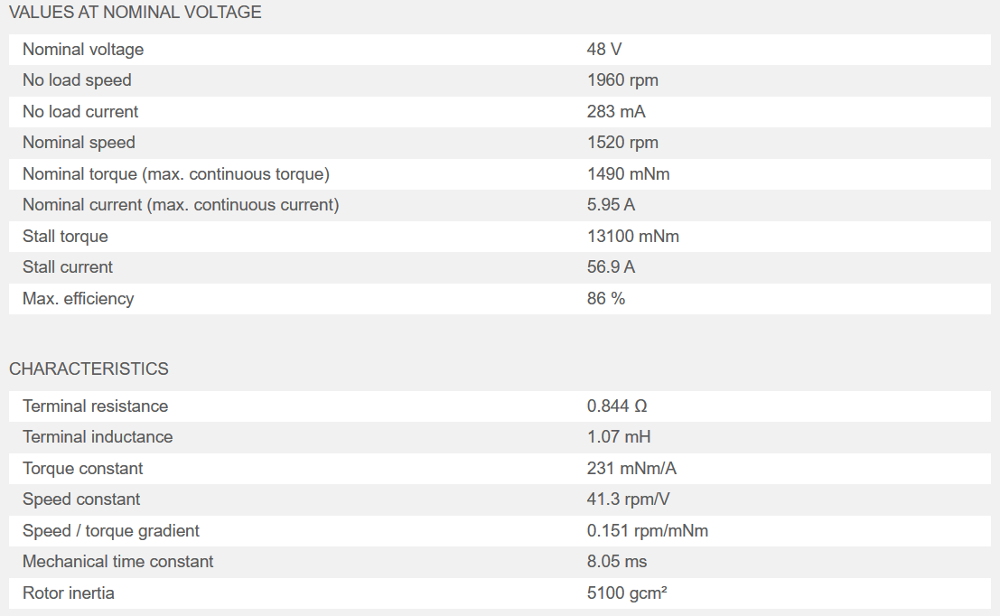 VALUES AT NOMINAL VOLTAGE
Nominal voltage 48 V
No load speed 1960 rpm
No load current 283 mA
Nominal speed 1520 rpm
Nominal torque (max. continuous torque) 1490 mNm
Nominal current (max. continuous current) 5.95 A
Stall torque 13100 mNm
Stall current 56.9 A
Max. efficiency 86 %
CHARACTERISTICS
Terminal resistance 0.844 Ω
Terminal inductance 1.07 mH
Torque constant 231 mNm/A
Speed constant 41.3 rpm/V
Speed / torque gradient 0.151 rpm/mNm
Mechanical time constant 8.05 ms
Rotor inertia 5100 gcm²